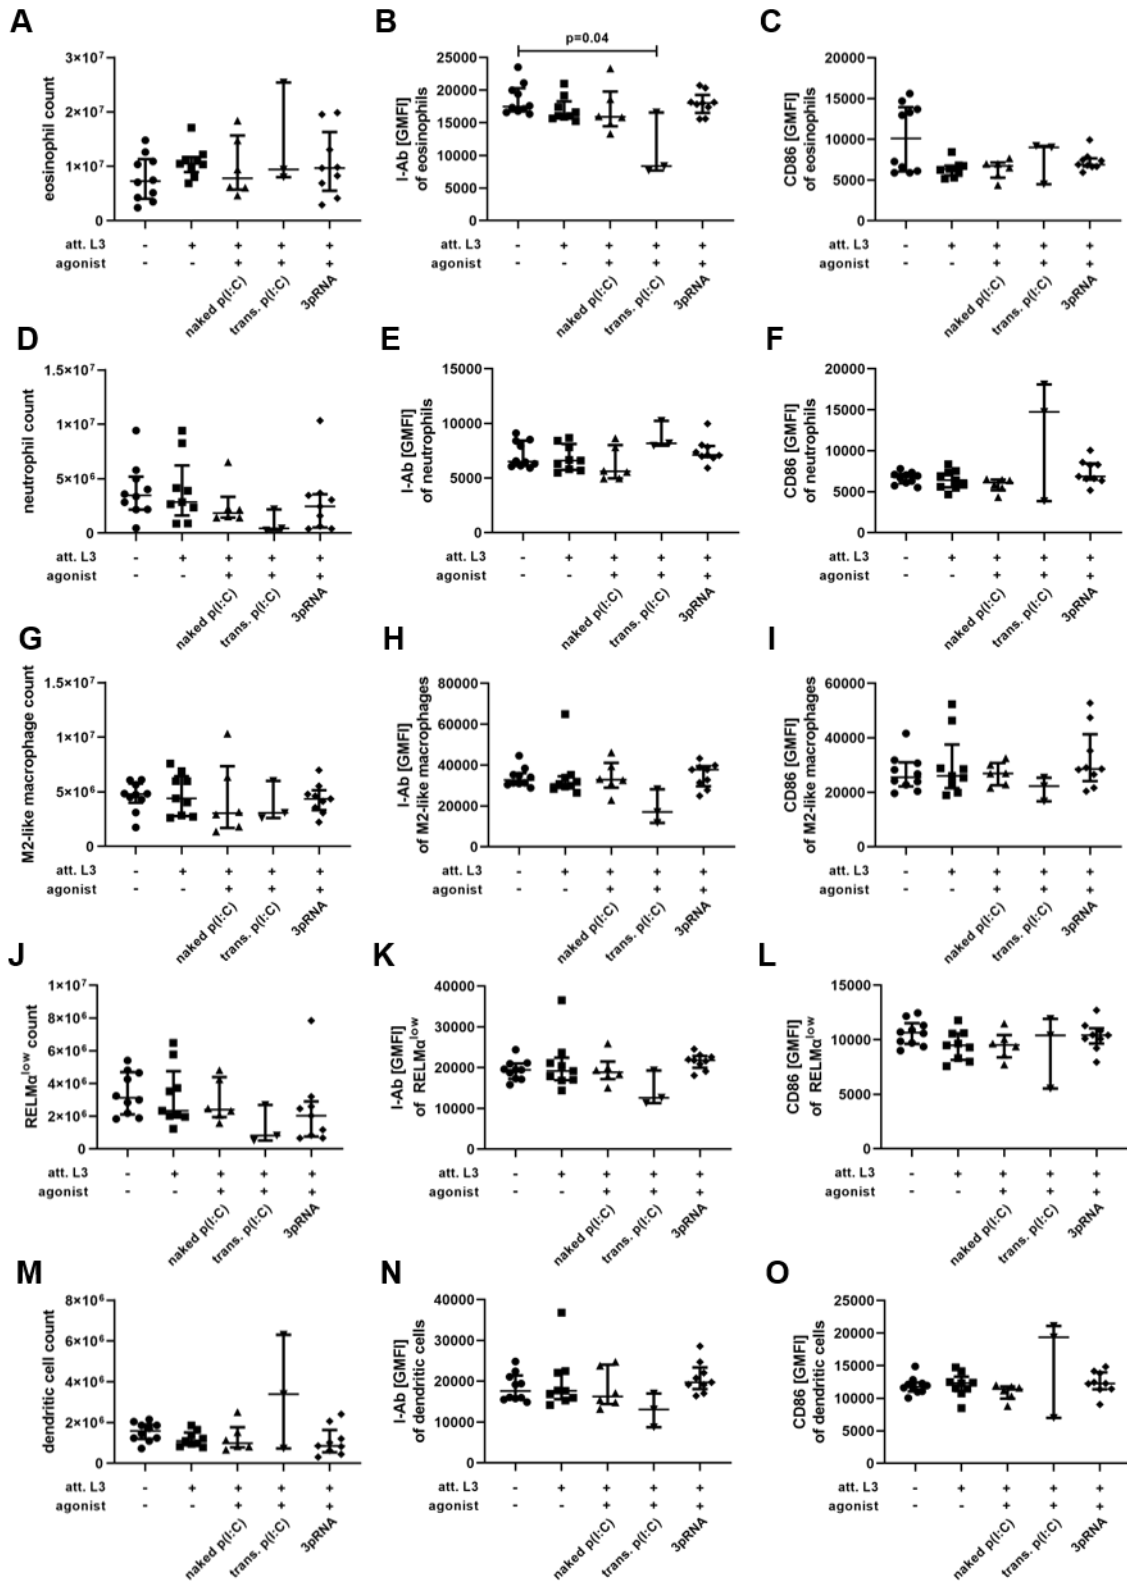 A
eosinophil count
3×10⁷
2×10⁷
1×10⁷
0
att. L3 - + + + +
agonist - - + + +
naked p(I:C) trans. p(I:C) 3pRNA
B
p=0.04
I-Ab [GMFI]
of eosinophils
25000
20000
15000
10000
5000
0
att. L3 - + + + +
agonist - - + + +
naked p(I:C) trans. p(I:C) 3pRNA
C
CD86 [GMFI]
of eosinophils
20000
15000
10000
5000
0
att. L3 - + + + +
agonist - - + + +
naked p(I:C) trans. p(I:C) 3pRNA
D
neutrophil count
1.5×10⁷
1×10⁷
5×10⁶
0
att. L3 - + + + +
agonist - - + + +
naked p(I:C) trans. p(I:C) 3pRNA
E
I-Ab [GMFI]
of neutrophils
15000
10000
5000
0
att. L3 - + + + +
agonist - - + + +
naked p(I:C) trans. p(I:C) 3pRNA
F
CD86 [GMFI]
of neutrophils
20000
15000
10000
5000
0
att. L3 - + + + +
agonist - - + + +
naked p(I:C) trans. p(I:C) 3pRNA
G
M2-like macrophage count
1.5×10⁷
1×10⁷
5×10⁶
0
att. L3 - + + + +
agonist - - + + +
naked p(I:C) trans. p(I:C) 3pRNA
H
I-Ab [GMFI]
of M2-like macrophages
80000
60000
40000
20000
0
att. L3 - + + + +
agonist - - + + +
naked p(I:C) trans. p(I:C) 3pRNA
I
CD86 [GMFI]
of M2-like macrophages
60000
40000
20000
0
att. L3 - + + + +
agonist - - + + +
naked p(I:C) trans. p(I:C) 3pRNA
J
RELMα^low count
1×10⁷
8×10⁶
6×10⁶
4×10⁶
2×10⁶
0
att. L3 - + + + +
agonist - - + + +
naked p(I:C) trans. p(I:C) 3pRNA
K
I-Ab [GMFI]
of RELMα^low
40000
30000
20000
10000
0
att. L3 - + + + +
agonist - - + + +
naked p(I:C) trans. p(I:C) 3pRNA
L
CD86 [GMFI]
of RELMα^low
15000
10000
5000
0
att. L3 - + + + +
agonist - - + + +
naked p(I:C) trans. p(I:C) 3pRNA
M
dendritic cell count
8×10⁶
6×10⁶
4×10⁶
2×10⁶
0
att. L3 - + + + +
agonist - - + + +
naked p(I:C) trans. p(I:C) 3pRNA
N
I-Ab [GMFI]
of dendritic cells
40000
30000
20000
10000
0
att. L3 - + + + +
agonist - - + + +
naked p(I:C) trans. p(I:C) 3pRNA
O
CD86 [GMFI]
of dendritic cells
25000
20000
15000
10000
5000
0
att. L3 - + + + +
agonist - - + + +
naked p(I:C) trans. p(I:C) 3pRNA